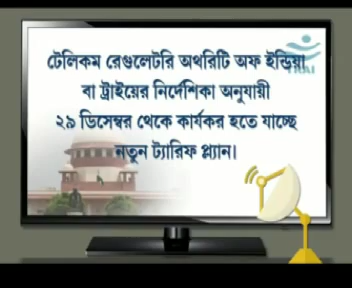 টেলিকম রেগুলেটরি অথরিটি অফ ইন্ডিয়া
বা ট্রাইয়ের নির্দেশিকা অনুযায়ী
২৯ ডিসেম্বর থেকে কার্যকর হতে যাচ্ছে
নতুন ট্যারিফ প্ল্যান।
TRAI